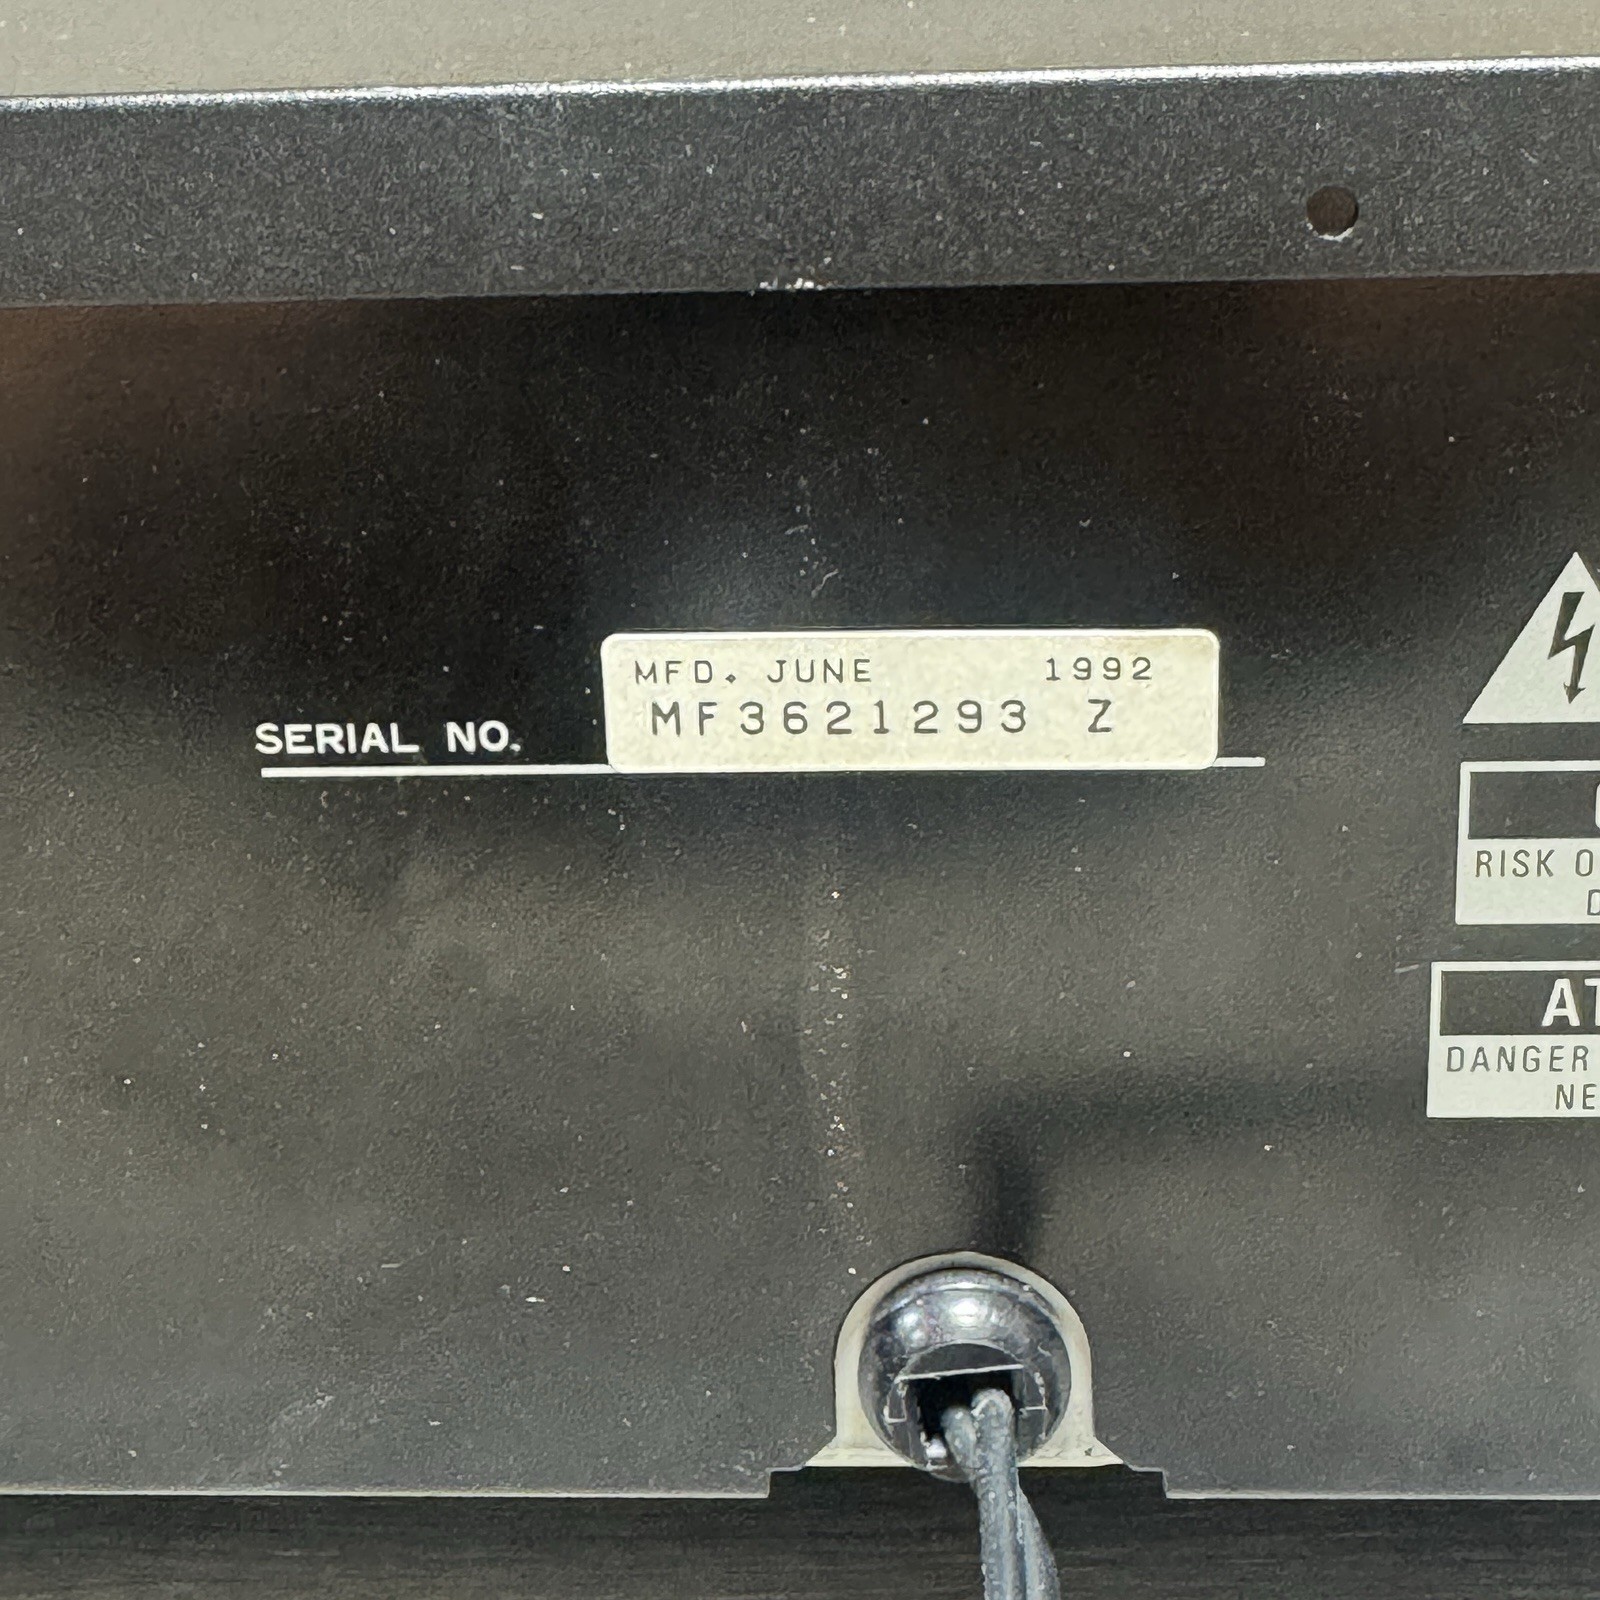 MFD. JUNE 1992
SERIAL NO. MF3621293 Z
RISK O
D
AT
DANGER
NE